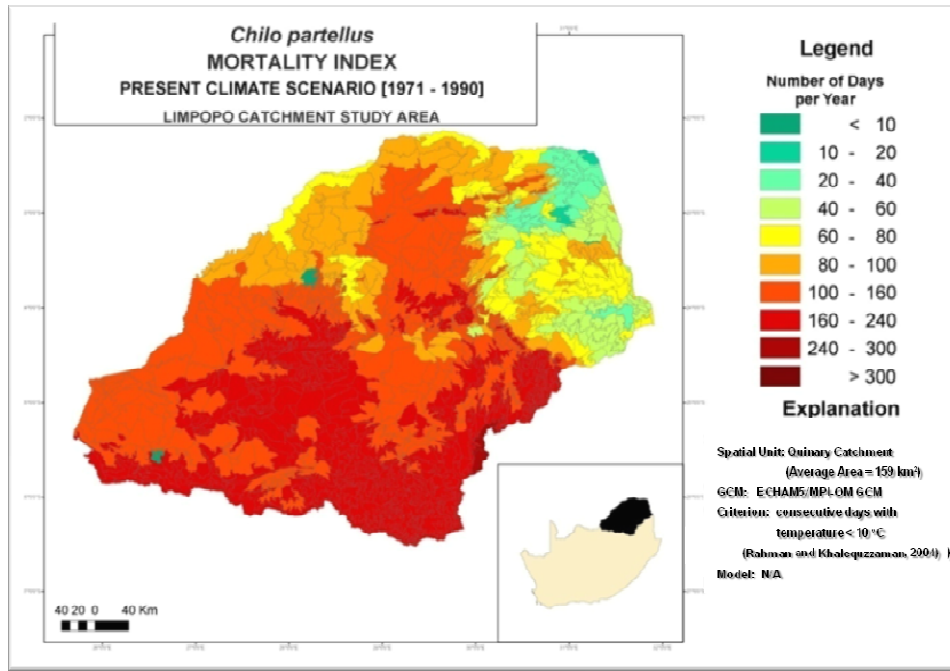 Chilo partellus
MORTALITY INDEX
PRESENT CLIMATE SCENARIO [1971 - 1990]
LIMPOPO CATCHMENT STUDY AREA
Legend
Number of Days
per Year
< 10
10 - 20
20 - 40
40 - 60
60 - 80
80 - 100
100 - 160
160 - 240
240 - 300
> 300
Explanation
Spatial Unit: Quinary Catchment
(Average Area = 159 km²)
GCM: ECHAM5/MPI-OM GCM
Criterion: consecutive days with
temperature < 10 °C
(Rahman and Khalequzzaman, 2004)
Model: N/A
40 20 0 40 Km